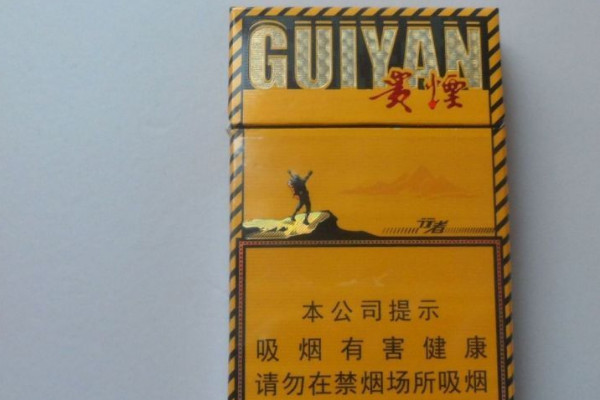 GUIYAN
贵煙
行者
本公司提示
吸烟有害健康
请勿在禁烟场所吸烟